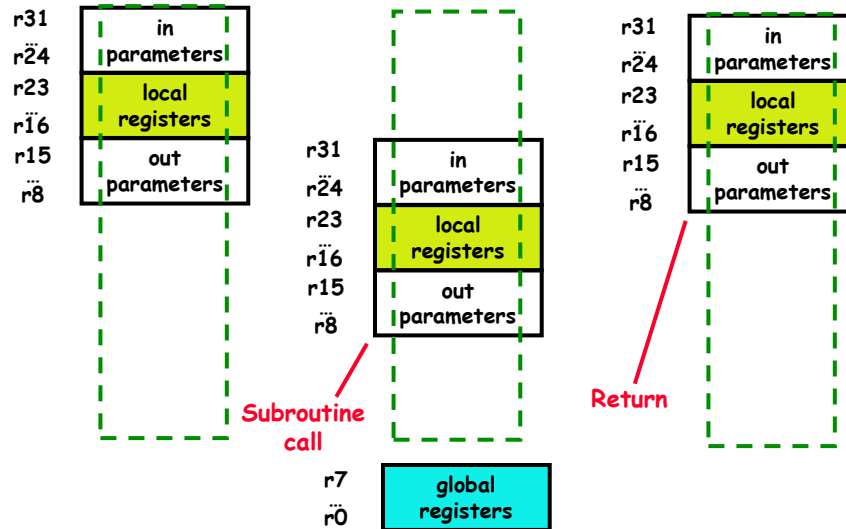 r31
...
r24
r23
...
r16
r15
...
r8
in
parameters
local
registers
out
parameters
r31
...
r24
r23
...
r16
r15
...
r8
in
parameters
local
registers
out
parameters
Subroutine
call
r31
...
r24
r23
...
r16
r15
...
r8
in
parameters
local
registers
out
parameters
Return
r7
...
r0
global
registers